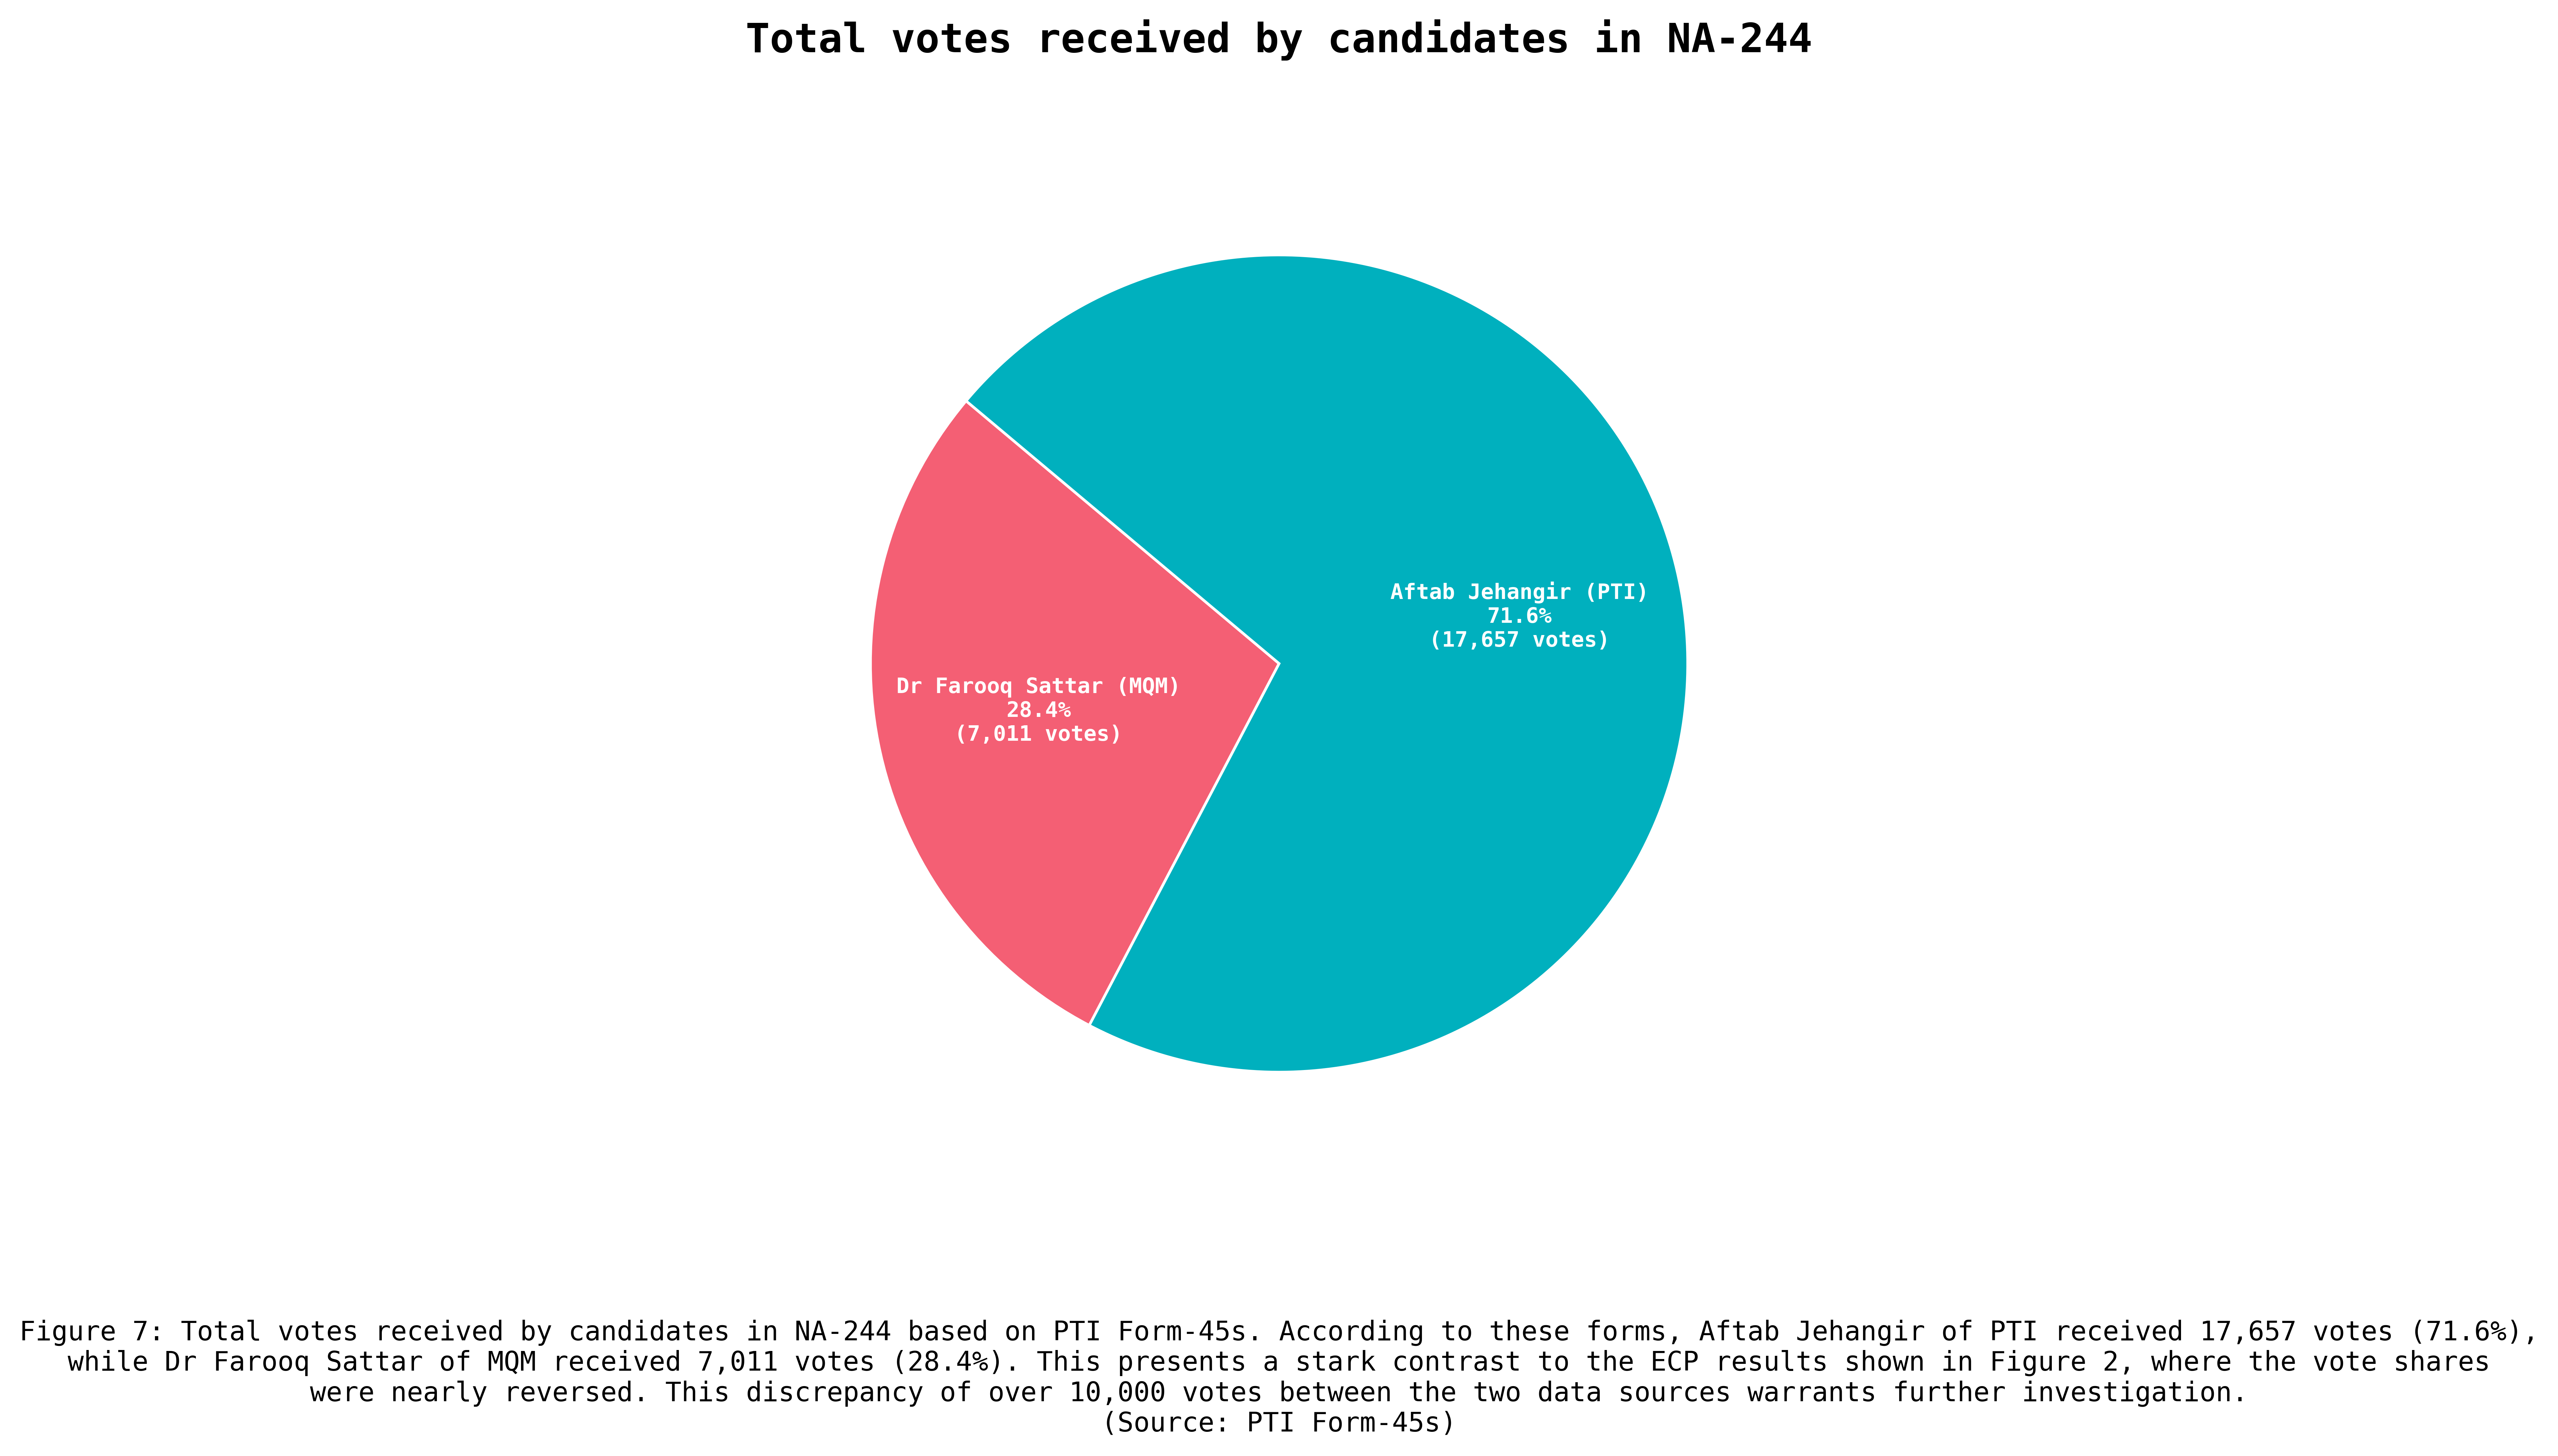 Total votes received by candidates in NA-244
Aftab Jehangir (PTI)
71.6%
(17,657 votes)
Dr Farooq Sattar (MQM)
28.4%
(7,011 votes)
Figure 7: Total votes received by candidates in NA-244 based on PTI Form-45s. According to these forms, Aftab Jehangir of PTI received 17,657 votes (71.6%),
while Dr Farooq Sattar of MQM received 7,011 votes (28.4%). This presents a stark contrast to the ECP results shown in Figure 2, where the vote shares
were nearly reversed. This discrepancy of over 10,000 votes between the two data sources warrants further investigation.
(Source: PTI Form-45s)